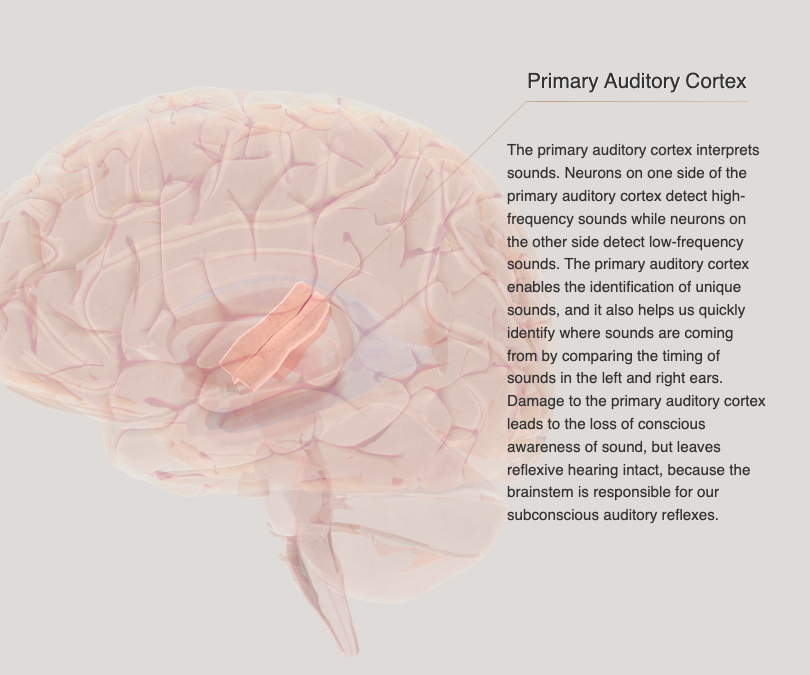 Primary Auditory Cortex
The primary auditory cortex interprets
sounds. Neurons on one side of the
primary auditory cortex detect high-
frequency sounds while neurons on
the other side detect low-frequency
sounds. The primary auditory cortex
enables the identification of unique
sounds, and it also helps us quickly
identify where sounds are coming
from by comparing the timing of
sounds in the left and right ears.
Damage to the primary auditory cortex
leads to the loss of conscious
awareness of sound, but leaves
reflexive hearing intact, because the
brainstem is responsible for our
subconscious auditory reflexes.